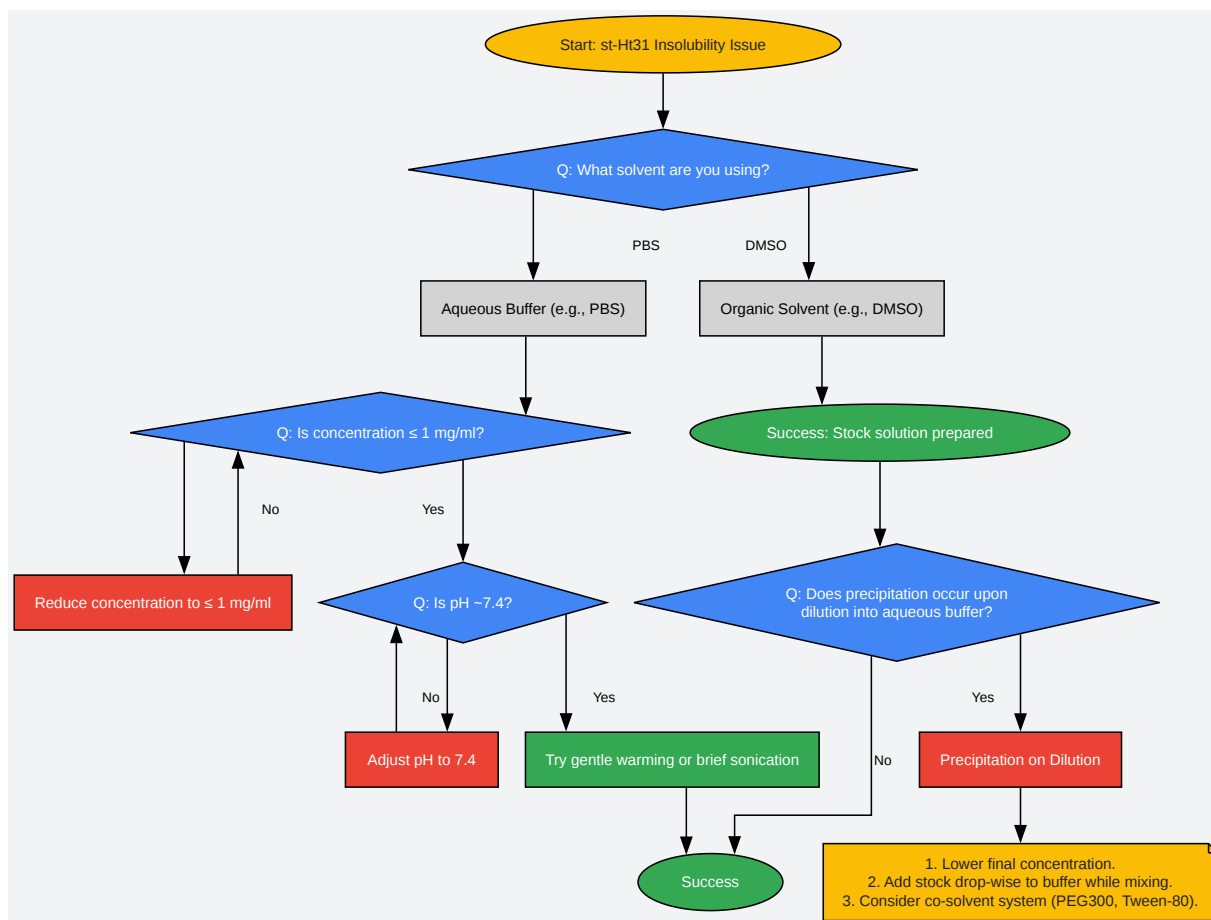 Start: st-Ht31 Insolubility Issue
Q: What solvent are you using?
PBS
DMSO
Aqueous Buffer (e.g., PBS)
Organic Solvent (e.g., DMSO)
Q: Is concentration ≤ 1 mg/ml?
Success: Stock solution prepared
No
Yes
Reduce concentration to ≤ 1 mg/ml
Q: Is pH ~7.4?
Q: Does precipitation occur upon
dilution into aqueous buffer?
No
Yes
Yes
Adjust pH to 7.4
Try gentle warming or brief sonication
No
Precipitation on Dilution
Success
1. Lower final concentration.
2. Add stock drop-wise to buffer while mixing.
3. Consider co-solvent system (PEG300, Tween-80).